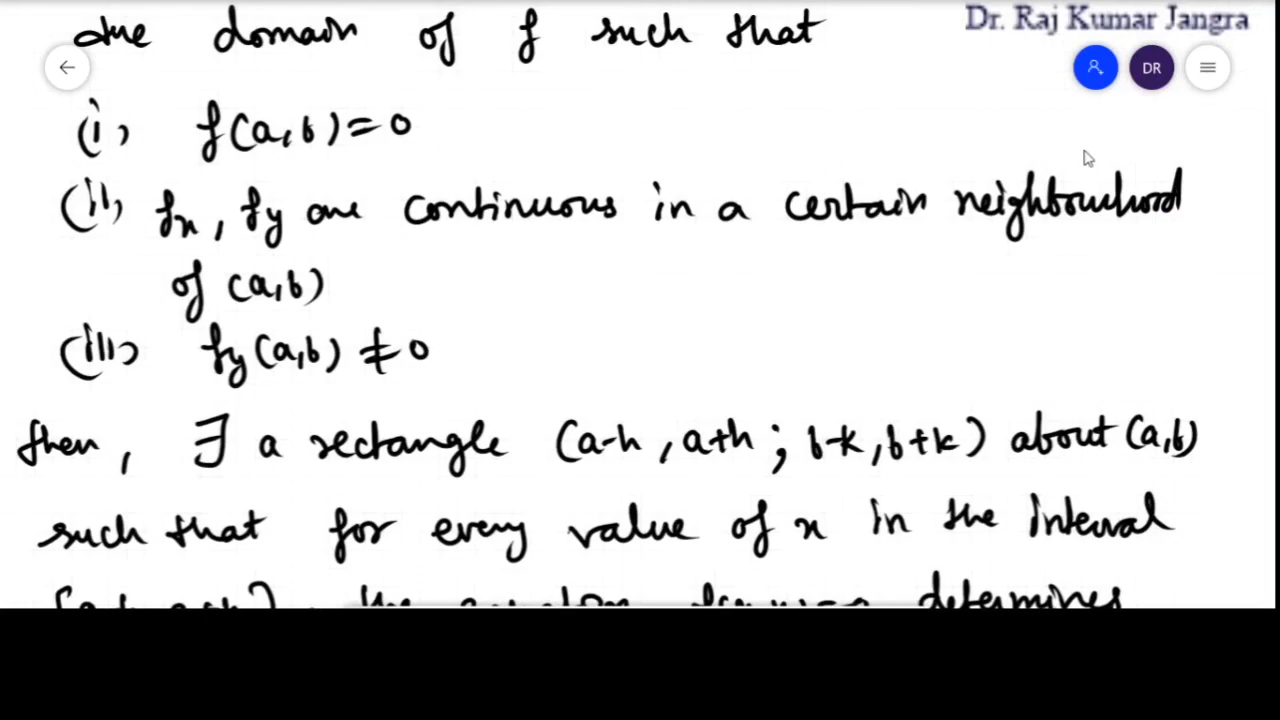 Dr. Raj Kumar Jangra
the domain of f such that
DR
(i) f(a,b)=0
(ii) fx, fy are continuous in a certain neighbourhood
of (a,b)
(iii) fy(a,b) ≠ 0
then, ∃ a rectangle (a-h, a+h; b-k, b+k) about (a,b)
such that for every value of x in the interval
determines